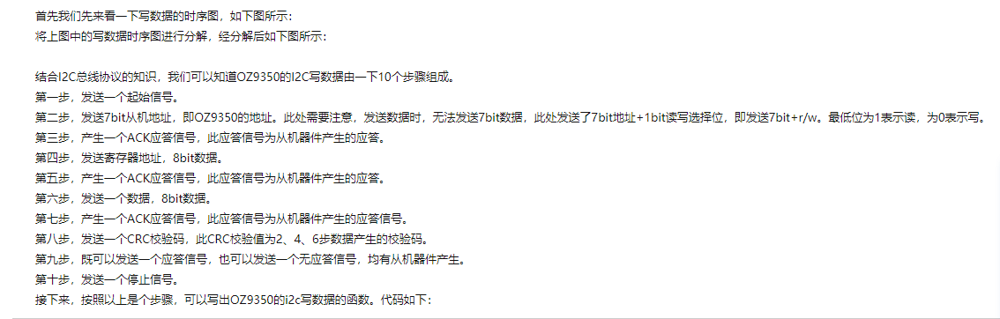 首先我们先来看一下写数据的时序图，如下图所示：
将上图中的写数据时序图进行分解，经分解后如下图所示：
结合I2C总线协议的知识，我们可以知道OZ9350的I2C写数据由一下10个步骤组成。
第一步，发送一个起始信号。
第二步，发送7bit从机地址，即OZ9350的地址。此处需要注意，发送数据时，无法发送7bit数据，此处发送了7bit地址+1bit读写选择位，即发送7bit+r/w。最低位为1表示读，为0表示写。
第三步，产生一个ACK应答信号，此应答信号为从机器件产生的应答。
第四步，发送寄存器地址，8bit数据。
第五步，产生一个ACK应答信号，此应答信号为从机器件产生的应答。
第六步，发送一个数据，8bit数据。
第七步，产生一个ACK应答信号，此应答信号为从机器件产生的应答信号。
第八步，发送一个CRC校验码，此CRC校验值为2、4、6步数据产生的校验码。
第九步，既可以发送一个应答信号，也可以发送一个无应答信号，均有从机器件产生。
第十步，发送一个停止信号。
接下来，按照以上是个步骤，可以写出OZ9350的i2c写数据的函数。代码如下：